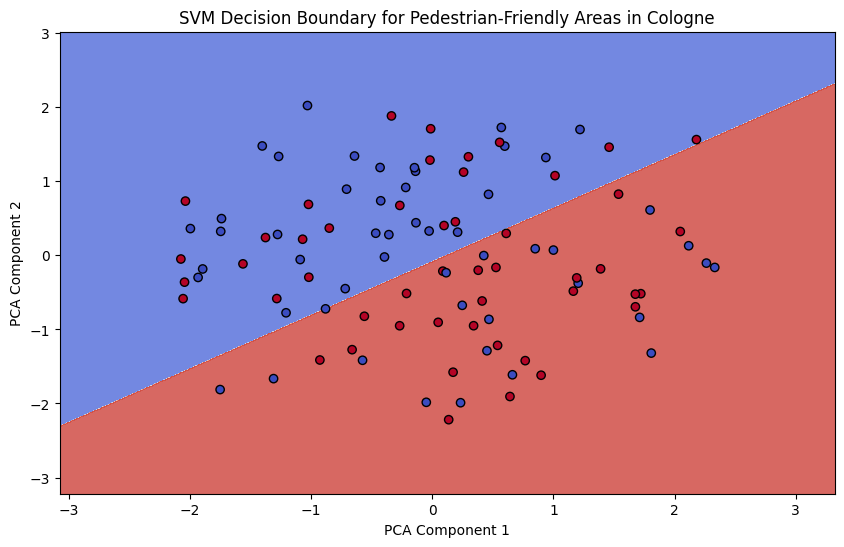 SVM Decision Boundary for Pedestrian-Friendly Areas in Cologne
3
2
1
0
−1
−2
−3
PCA Component 2
−3 −2 −1 0 1 2 3
PCA Component 1